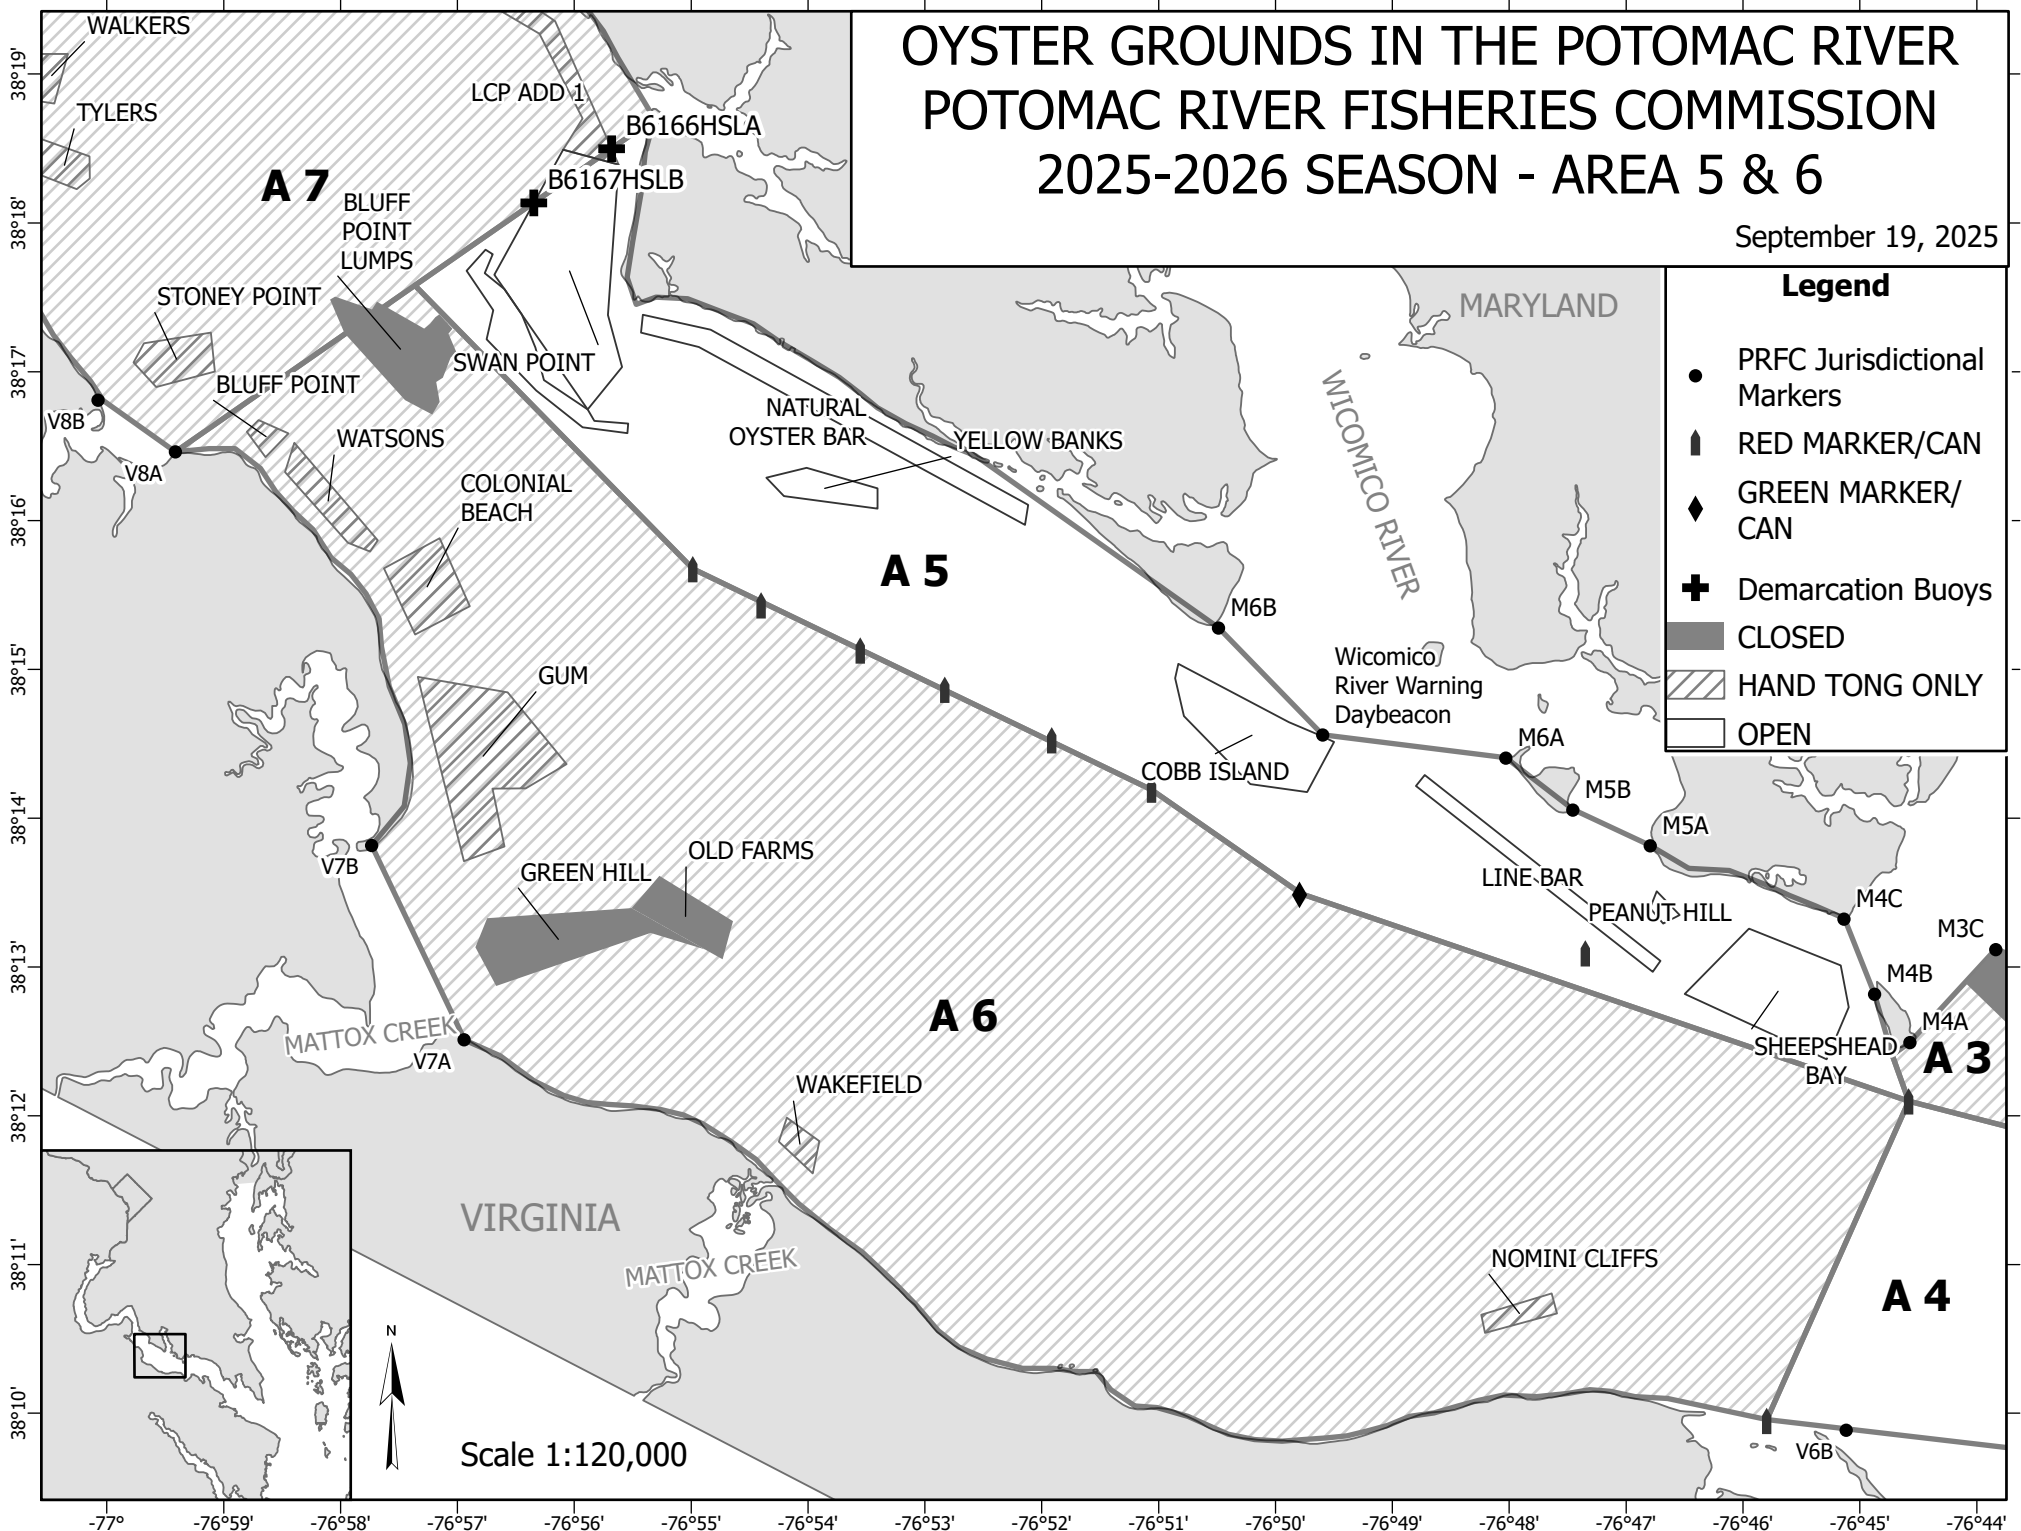 OYSTER GROUNDS IN THE POTOMAC RIVER
POTOMAC RIVER FISHERIES COMMISSION
2025-2026 SEASON - AREA 5 & 6
September 19, 2025
Legend
PRFC Jurisdictional
Markers
RED MARKER/CAN
GREEN MARKER/
CAN
Demarcation Buoys
CLOSED
HAND TONG ONLY
OPEN
WALKERS
TYLERS
LCP ADD 1
B6166HSLA
B6167HSLB
A 7
BLUFF
POINT
LUMPS
STONEY POINT
BLUFF POINT
SWAN POINT
V8B
V8A
WATSONS
COLONIAL
BEACH
NATURAL
OYSTER BAR
YELLOW BANKS
MARYLAND
WICOMICO RIVER
A 5
M6B
Wicomico
River Warning
Daybeacon
GUM
COBB ISLAND
M6A
M5B
M5A
V7B
GREEN HILL
OLD FARMS
LINE BAR
PEANUT HILL
M4C
M3C
M4B
M4A
A 3
A 6
MATTOX CREEK
V7A
SHEEPSHEAD
BAY
WAKEFIELD
VIRGINIA
MATTOX CREEK
NOMINI CLIFFS
A 4
V6B
N
Scale 1:120,000
38°19'
38°18'
38°17'
38°16'
38°15'
38°14'
38°13'
38°12'
38°11'
38°10'
-77°
-76°59'
-76°58'
-76°57'
-76°56'
-76°55'
-76°54'
-76°53'
-76°52'
-76°51'
-76°50'
-76°49'
-76°48'
-76°47'
-76°46'
-76°45'
-76°44'